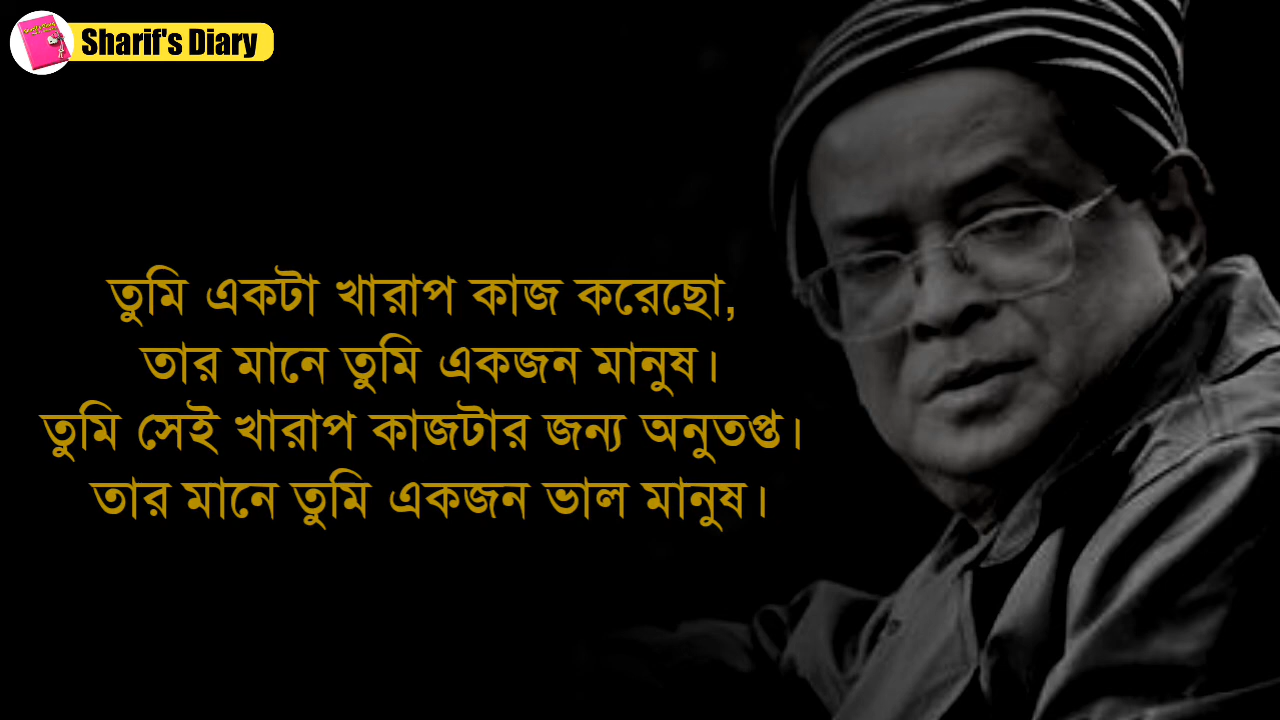 Sharif's Diary
তুমি একটা খারাপ কাজ করেছো,
তার মানে তুমি একজন মানুষ।
তুমি সেই খারাপ কাজটার জন্য অনুতপ্ত।
তার মানে তুমি একজন ভাল মানুষ।